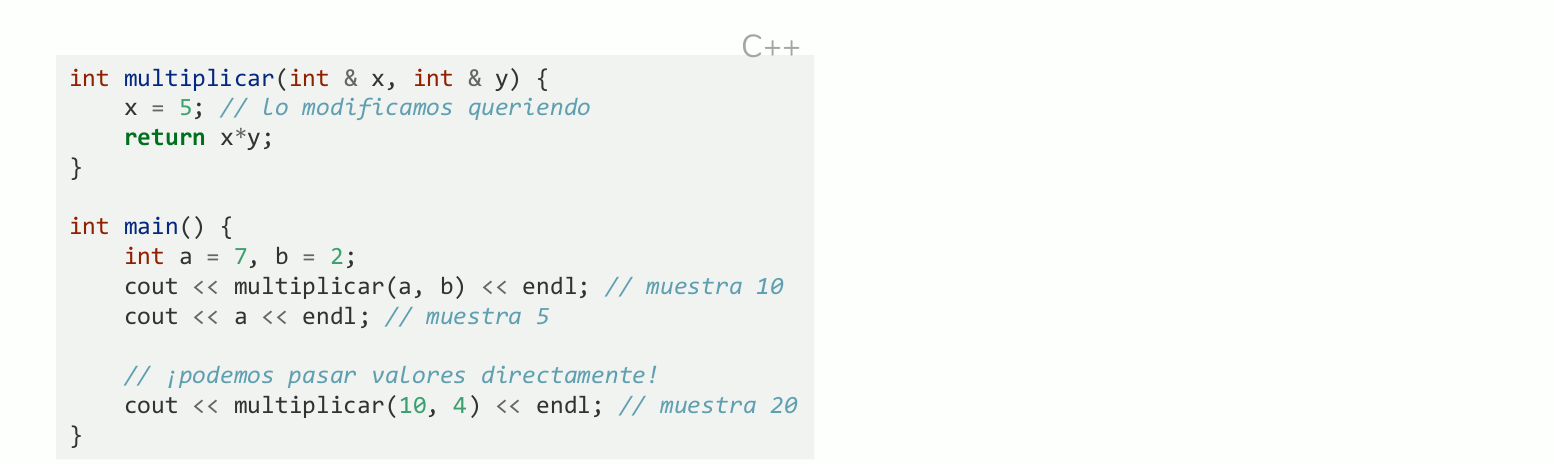 C++
int multiplicar(int & x, int & y) {
    x = 5; // lo modificamos queriendo
    return x*y;
}

int main() {
    int a = 7, b = 2;
    cout << multiplicar(a, b) << endl; // muestra 10
    cout << a << endl; // muestra 5

    // ¡podemos pasar valores directamente!
    cout << multiplicar(10, 4) << endl; // muestra 20
}